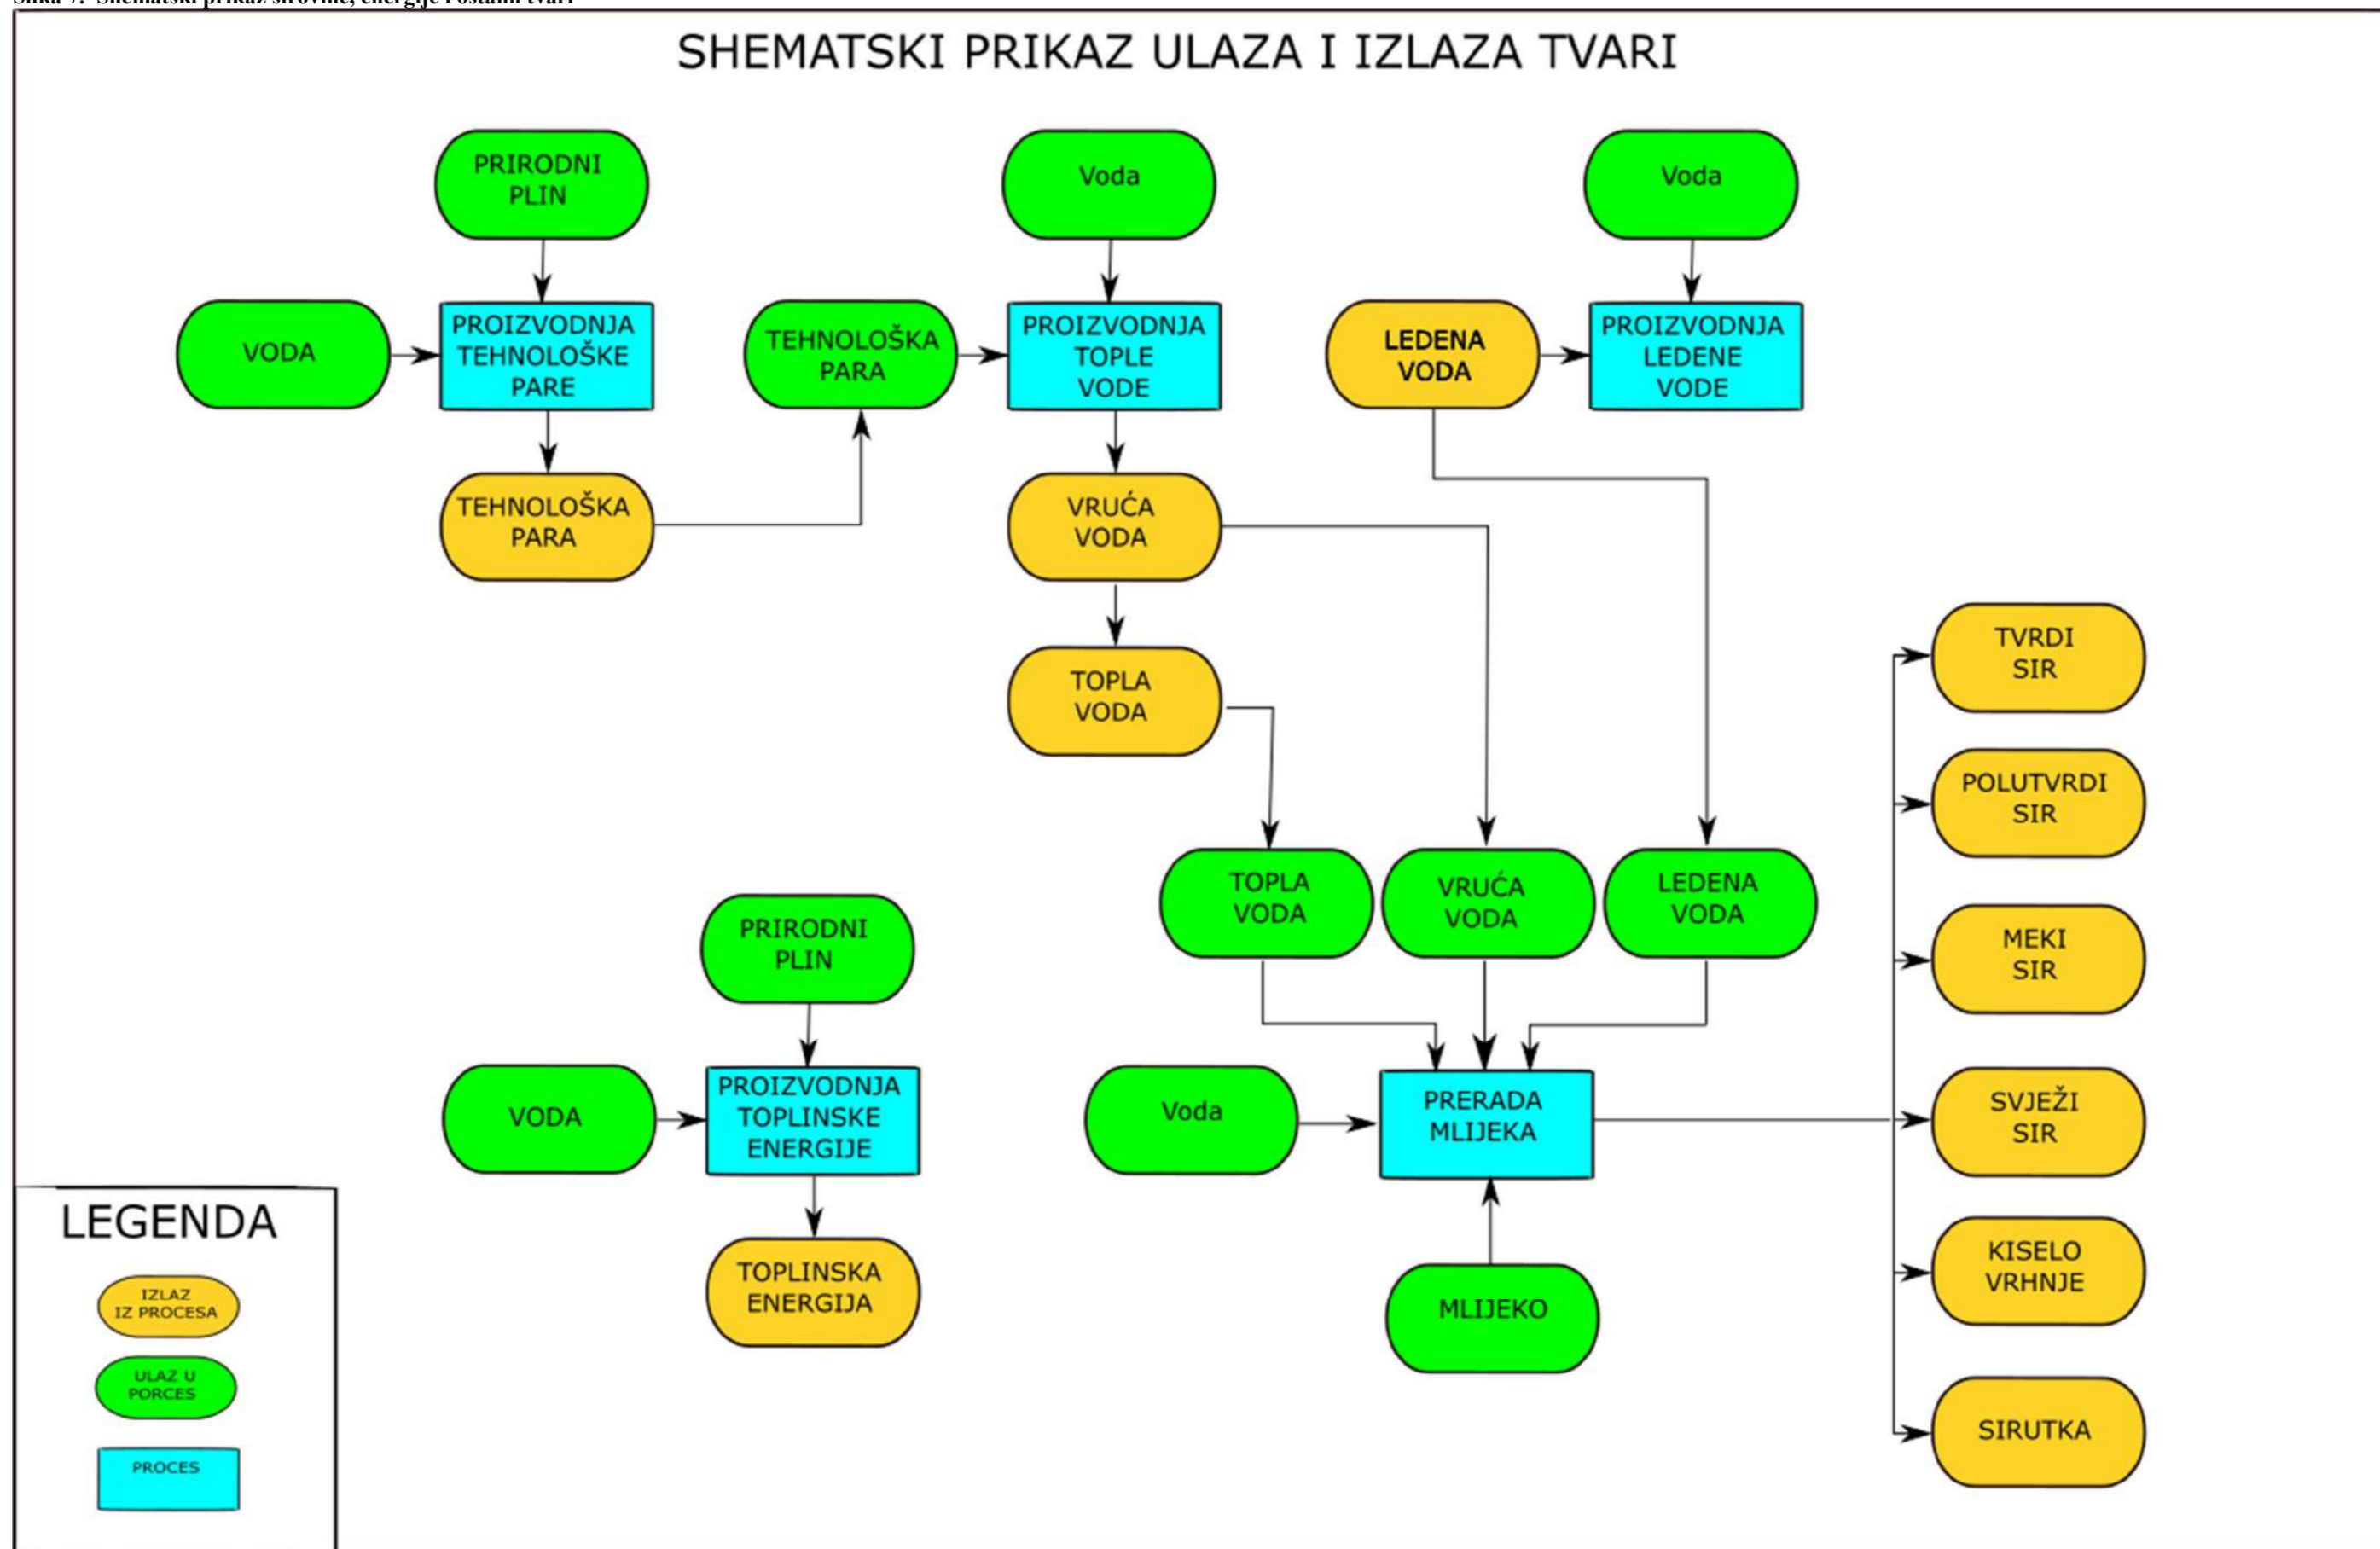 SHEMATSKI PRIKAZ ULAZA I IZLAZA TVARI
PRIRODNI
PLIN
Voda
Voda
VODA
PROIZVODNJA
TEHNOLOŠKE
PARE
TEHNOLOŠKA
PARA
PROIZVODNJA
TOPLE
VODE
LEDENA
VODA
PROIZVODNJA
LEDENE
VODE
TEHNOLOŠKA
PARA
VRUĆA
VODA
TOPLA
VODA
TVRDI
SIR
POLUTVRDI
SIR
TOPLA
VODA
VRUĆA
VODA
LEDENA
VODA
MEKI
SIR
PRIRODNI
PLIN
VODA
PROIZVODNJA
TOPLINSKE
ENERGIJE
Voda
PRERADA
MLIJEKA
SVJEŽI
SIR
TOPLINSKA
ENERGIJA
MLIJEKO
KISELO
VRHNJE
SIRUTKA
LEGENDA
IZLAZ
IZ PROCESA
ULAZ U
PORCES
PROCES